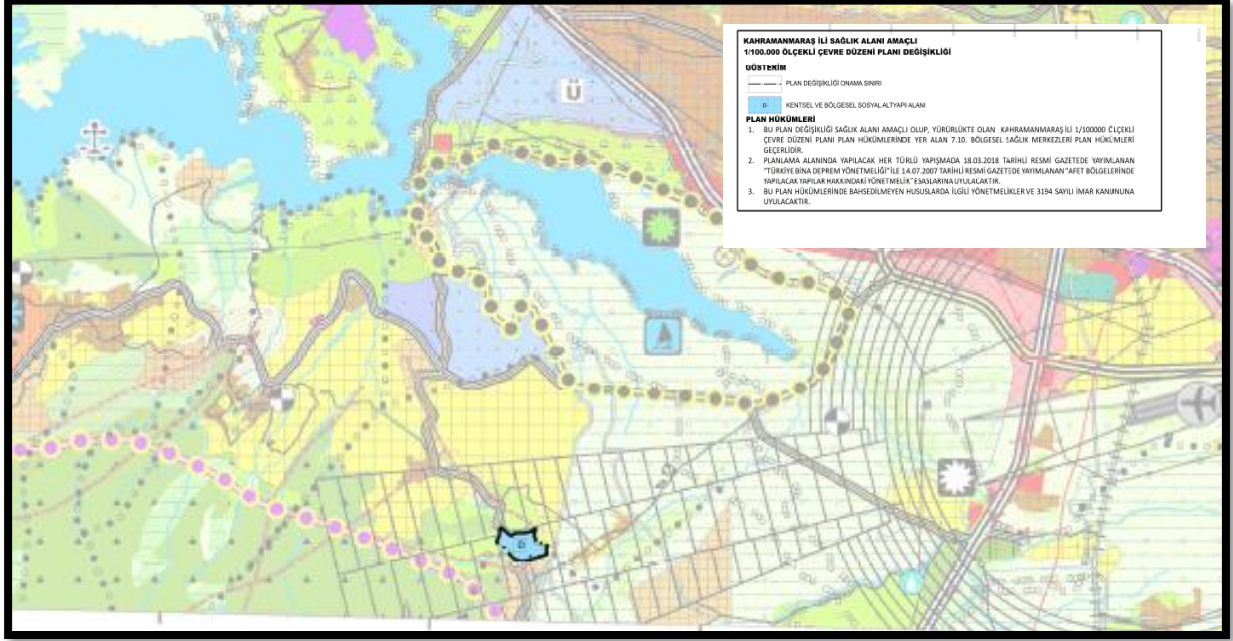 KAHRAMANMARAŞ İLİ SAĞLIK ALANI AMAÇLI
1/100.000 ÖLÇEKLİ ÇEVRE DÜZENİ PLANI DEĞİŞİKLİĞİ
GÖSTERİM
PLAN DEĞİŞİKLİĞİ ONAMA SINIRI
D KENTSEL VE BÖLGESEL SOSYAL ALTYAPI ALANI
PLAN HÜKÜMLERİ
1. BU PLAN DEĞİŞİKLİĞİ SAĞLIK ALANI AMAÇLI OLUP, YÜRÜRLÜKTE OLAN KAHRAMANMARAŞ İLİ 1/100000 ÖLÇEKLİ
ÇEVRE DÜZENİ PLANI PLAN HÜKÜMLERİNDE YER ALAN 7.10. BÖLGESEL SAĞLIK MERKEZLERİ PLAN HÜKÜMLERİ
GEÇERLİDİR.
2. PLANLAMA ALANINDA YAPILACAK HER TÜRLÜ YAPIŞMADA 18.03.2018 TARİHLİ RESMİ GAZETEDE YAYIMLANAN
"TÜRKİYE BİNA DEPREM YÖNETMELİĞİ" İLE 14.07.2007 TARİHLİ RESMİ GAZETEDE YAYIMLANAN "AFET BÖLGELERİNDE
YAPILACAK YAPILAR HAKKINDAKİ YÖNETMELİK" ESASLARINA UYULACAKTIR.
3. BU PLAN HÜKÜMLERİNDE BAHSEDİLMEYEN HUSUSLARDA İLGİLİ YÖNETMELİKLER VE 3194 SAYILI İMAR KANUNUNA
UYULACAKTIR.
Ü
D